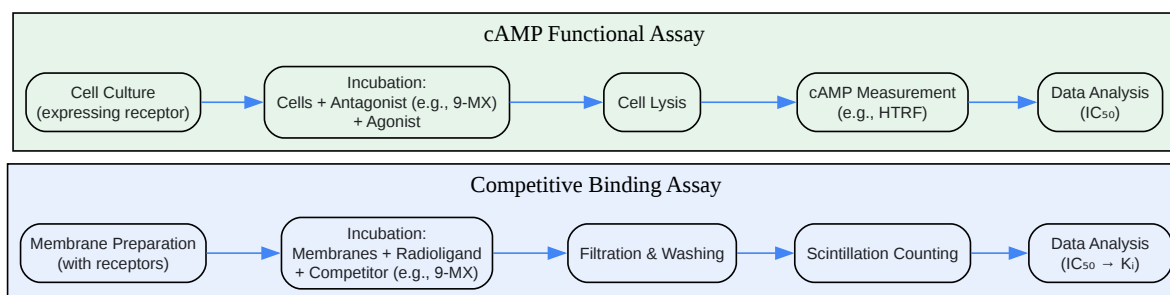 cAMP Functional Assay
Cell Culture
(expressing receptor)
Incubation:
Cells + Antagonist (e.g., 9-MX)
+ Agonist
Cell Lysis
cAMP Measurement
(e.g., HTRF)
Data Analysis
(IC₅₀)
Competitive Binding Assay
Membrane Preparation
(with receptors)
Incubation:
Membranes + Radioligand
+ Competitor (e.g., 9-MX)
Filtration & Washing
Scintillation Counting
Data Analysis
(IC₅₀ → Kᵢ)